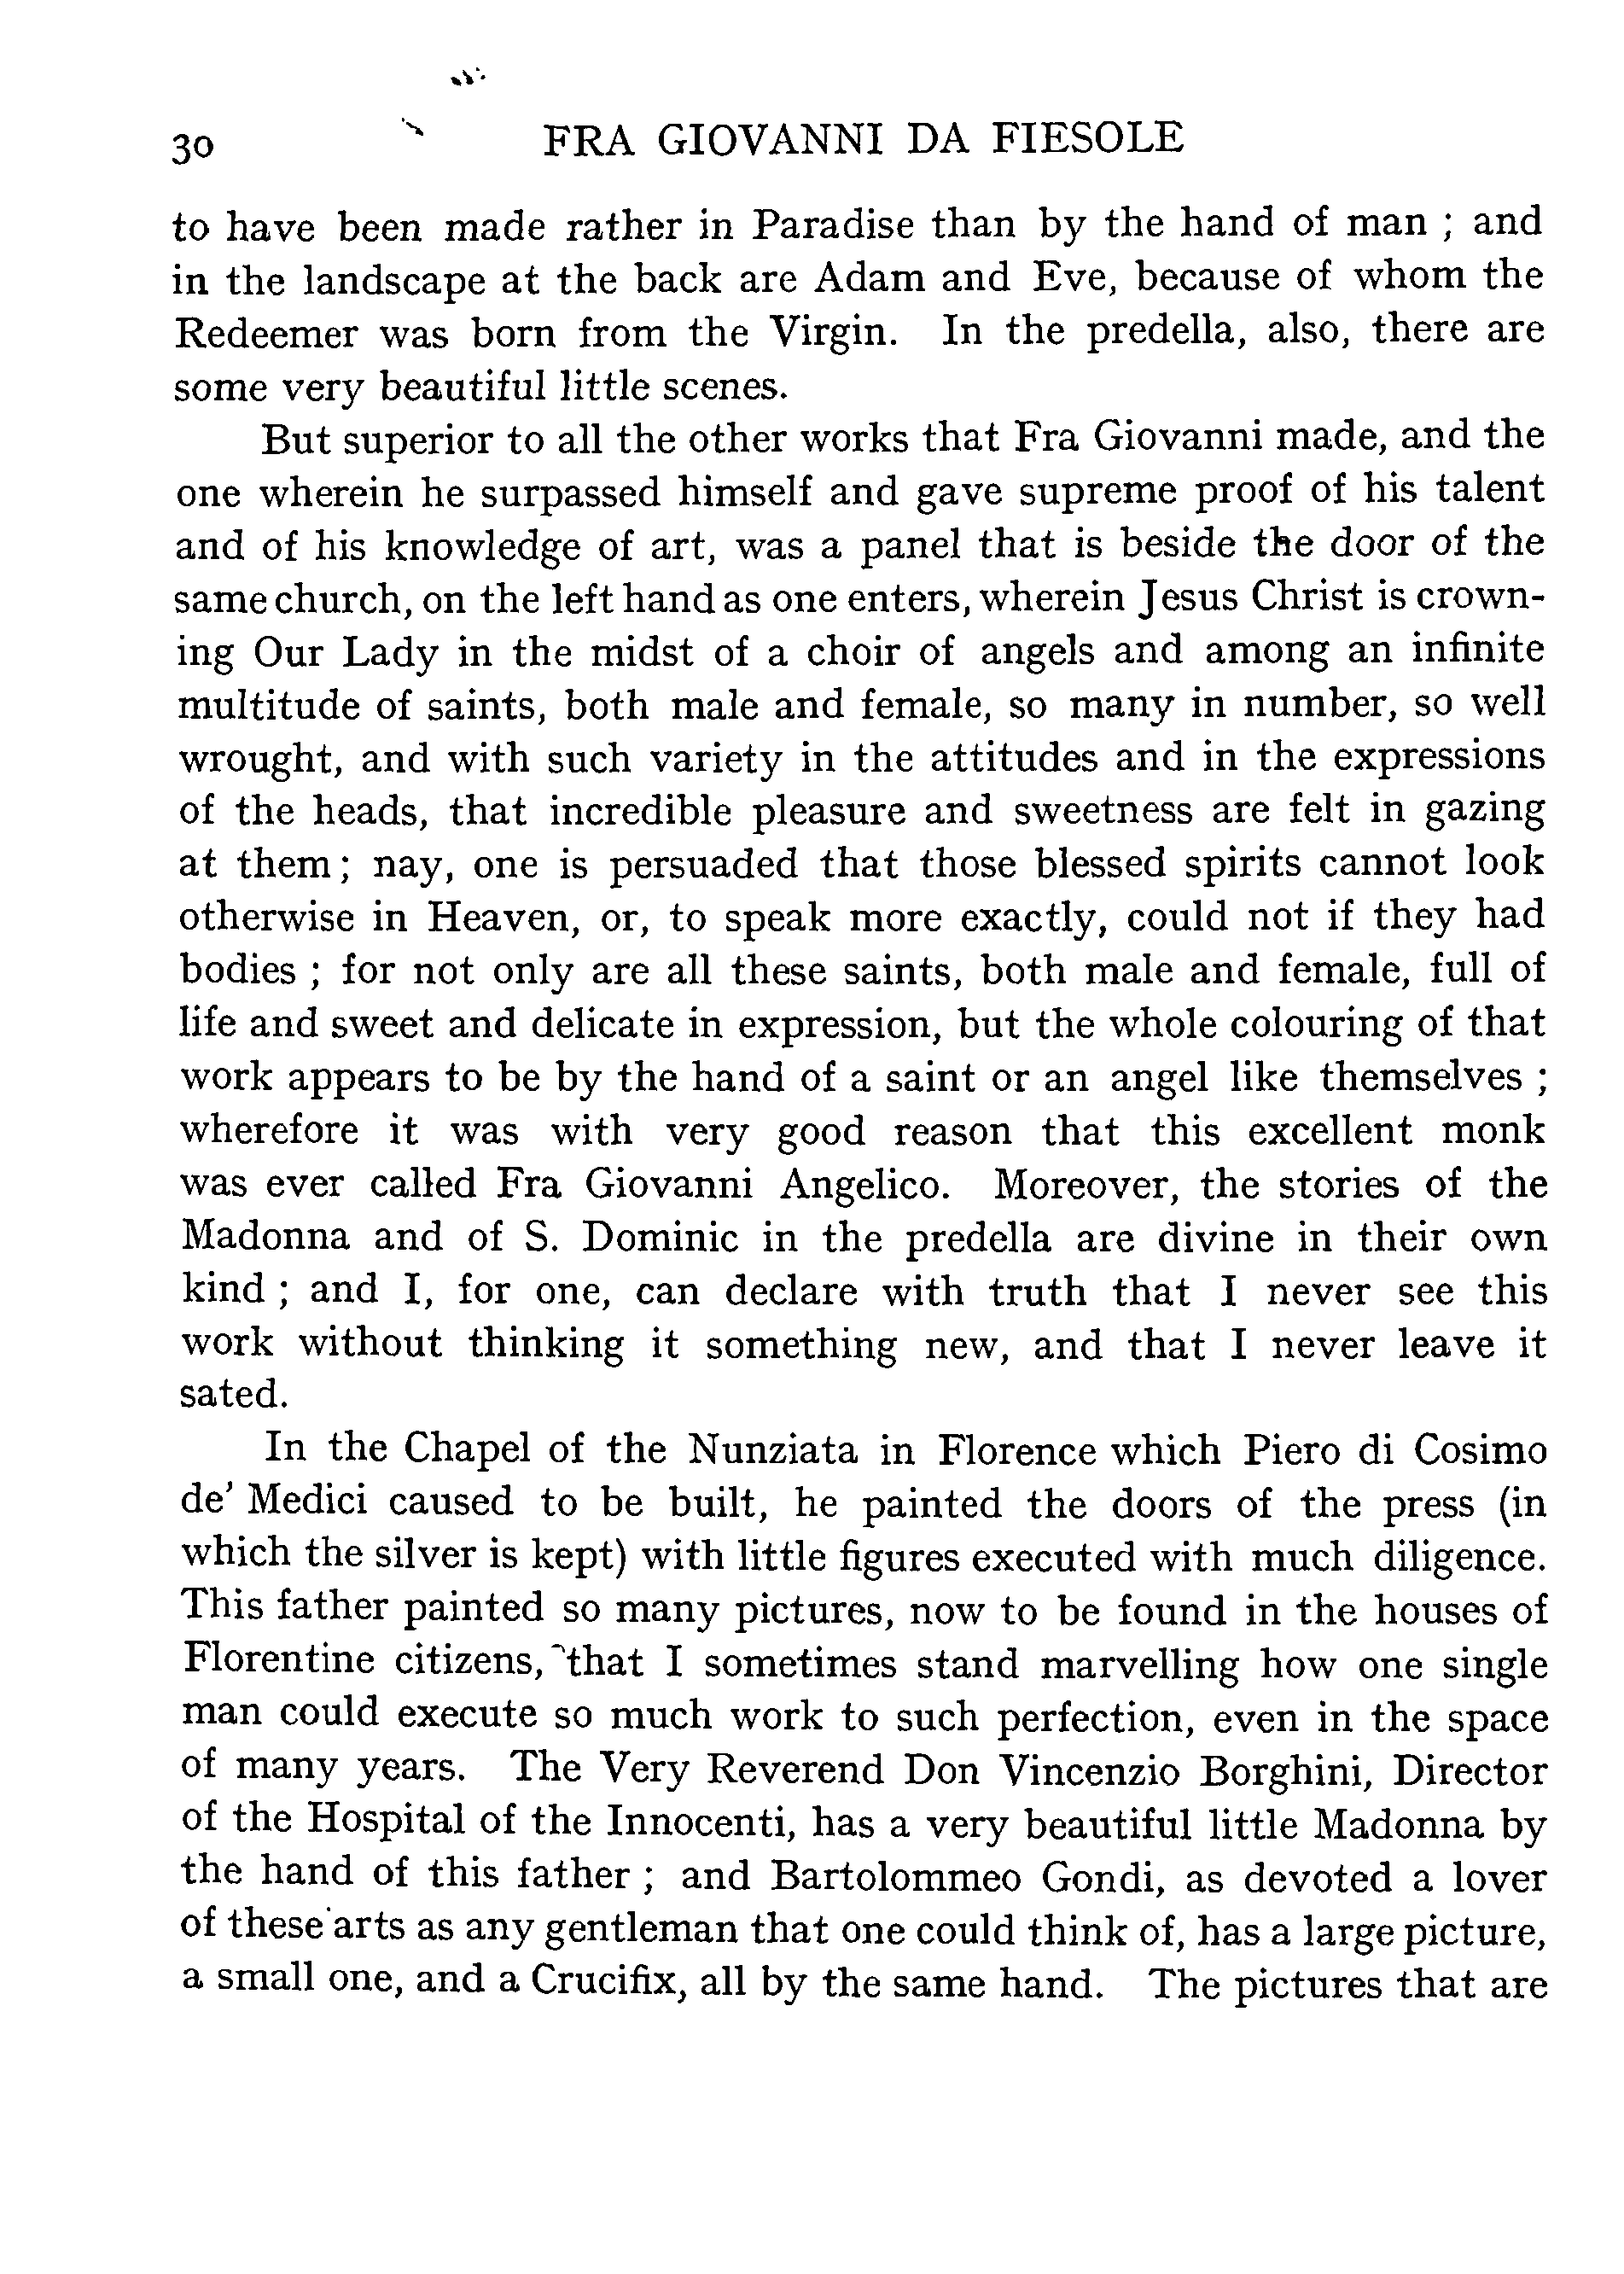 30 FRA GIOVANNI DA FIESOLE
to have been made rather in Paradise than by the hand of man ; and
in the landscape at the back are Adam and Eve, because of whom the
Redeemer was born from the Virgin. In the predella, also, there are
some very beautiful little scenes.
But superior to all the other works that Fra Giovanni made, and the
one wherein he surpassed himself and gave supreme proof of his talent
and of his knowledge of art, was a panel that is beside the door of the
same church, on the left hand as one enters, wherein Jesus Christ is crown-
ing Our Lady in the midst of a choir of angels and among an infinite
multitude of saints, both male and female, so many in number, so well
wrought, and with such variety in the attitudes and in the expressions
of the heads, that incredible pleasure and sweetness are felt in gazing
at them ; nay, one is persuaded that those blessed spirits cannot look
otherwise in Heaven, or, to speak more exactly, could not if they had
bodies ; for not only are all these saints, both male and female, full of
life and sweet and delicate in expression, but the whole colouring of that
work appears to be by the hand of a saint or an angel like themselves ;
wherefore it was with very good reason that this excellent monk
was ever called Fra Giovanni Angelico. Moreover, the stories of the
Madonna and of S. Dominic in the predella are divine in their own
kind ; and I, for one, can declare with truth that I never see this
work without thinking it something new, and that I never leave it
sated.
In the Chapel of the Nunziata in Florence which Piero di Cosimo
de' Medici caused to be built, he painted the doors of the press (in
which the silver is kept) with little figures executed with much diligence.
This father painted so many pictures, now to be found in the houses of
Florentine citizens, that I sometimes stand marvelling how one single
man could execute so much work to such perfection, even in the space
of many years. The Very Reverend Don Vincenzio Borghini, Director
of the Hospital of the Innocenti, has a very beautiful little Madonna by
the hand of this father ; and Bartolommeo Gondi, as devoted a lover
of these arts as any gentleman that one could think of, has a large picture,
a small one, and a Crucifix, all by the same hand. The pictures that are